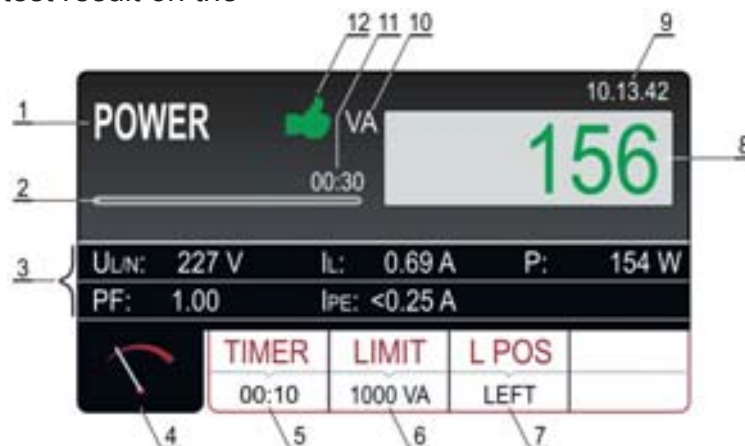 test result on the
12 11 10 9
10.13.42
1 POWER VA 156 8
00:30
2
3
UL/N: 227 V IL: 0.69 A P: 154 W
PF: 1.00 IPE: <0.25 A
TIMER LIMIT L POS
00:10 1000 VA LEFT
4 5 6 7